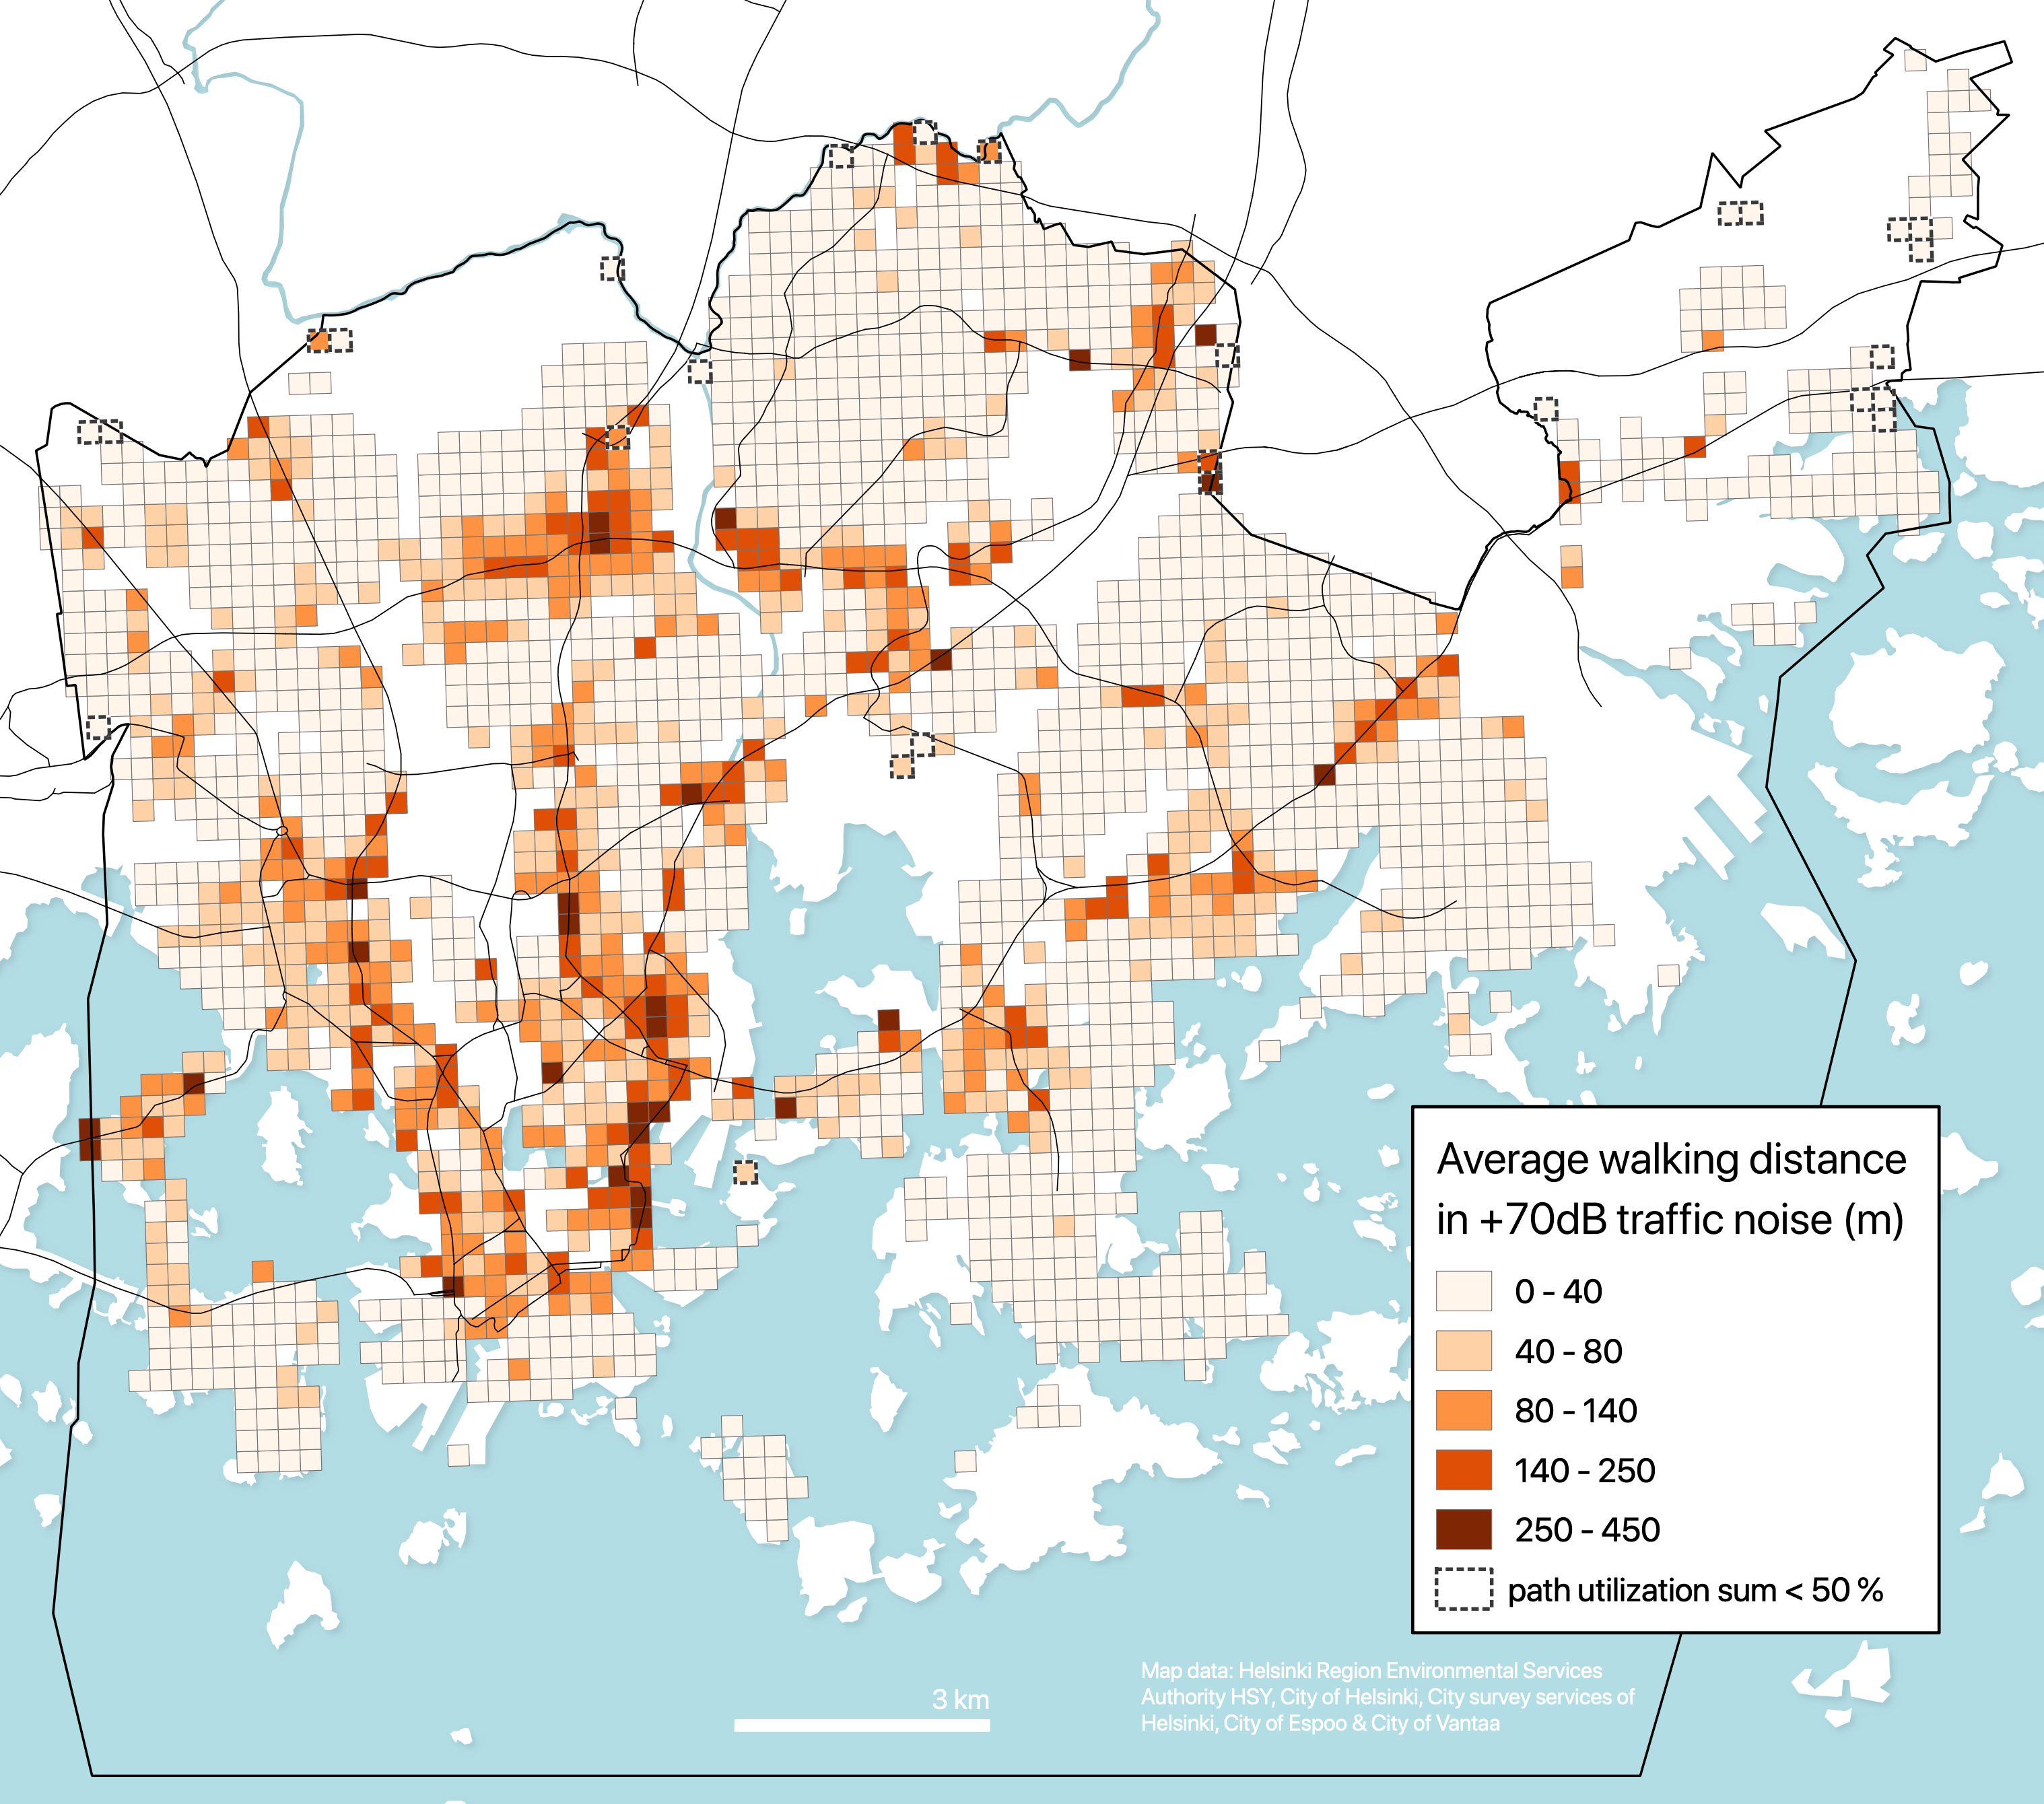 Average walking distance
in +70dB traffic noise (m)
0 - 40
40 - 80
80 - 140
140 - 250
250 - 450
path utilization sum < 50 %
3 km
Map data: Helsinki Region Environmental Services
Authority HSY, City of Helsinki, City survey services of
Helsinki, City of Espoo & City of Vantaa